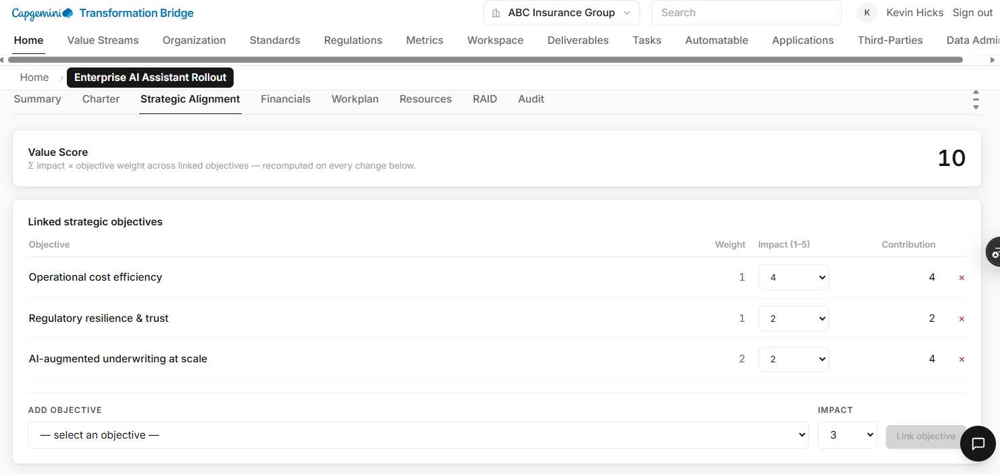 Capgemini Transformation Bridge
ABC Insurance Group
Search
K Kevin Hicks Sign out
Home Value Streams Organization Standards Regulations Metrics Workspace Deliverables Tasks Automatable Applications Third-Parties Data Admi
Home › Enterprise AI Assistant Rollout
Summary Charter Strategic Alignment Financials Workplan Resources RAID Audit
Value Score
Σ impact × objective weight across linked objectives — recomputed on every change below.
10
Linked strategic objectives
Objective Weight Impact (1–5) Contribution
Operational cost efficiency 1 4 4 ×
Regulatory resilience & trust 1 2 2 ×
AI-augmented underwriting at scale 2 2 4 ×
ADD OBJECTIVE IMPACT
— select an objective — 3 Link objective